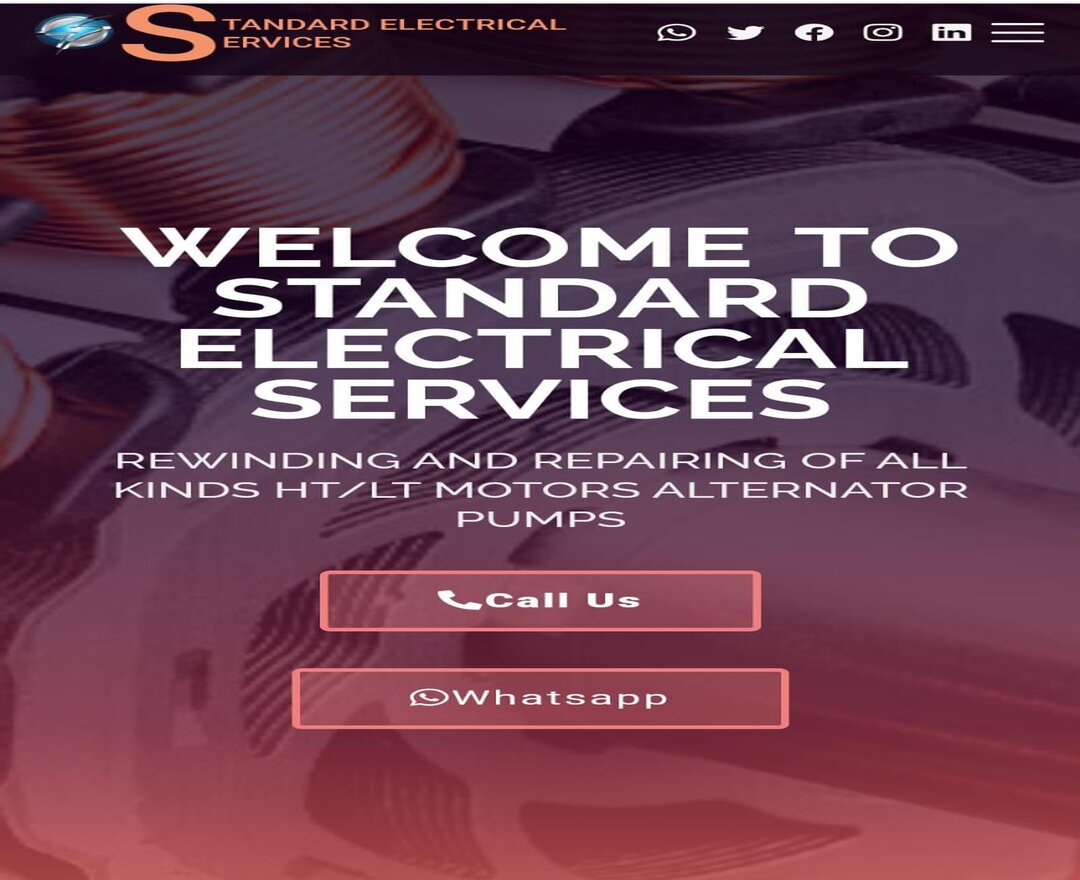 STANDARD ELECTRICAL
SERVICES
WELCOME TO
STANDARD
ELECTRICAL
SERVICES
REWINDING AND REPAIRING OF ALL
KINDS HT/LT MOTORS ALTERNATOR
PUMPS
Call Us
Whatsapp